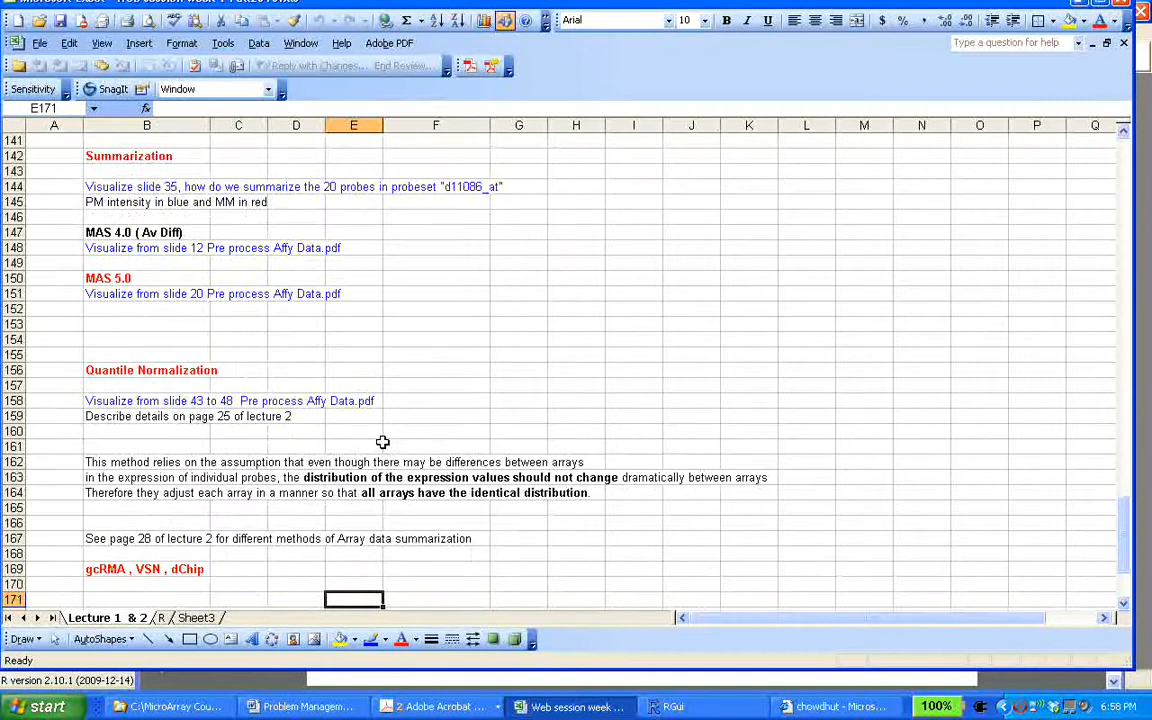 Arial
10
B I U
$ %
File Edit View Insert Format Tools Data Window Help Adobe PDF
Type a question for help
Reply with Changes... End Review...
Sensitivity SnagIt Window
E171 fx
A B C D E F G H I J K L M N O P Q
141
142 Summarization
143
144 Visualize slide 35, how do we summarize the 20 probes in probeset "d11086_at"
145 PM intensity in blue and MM in red
146
147 MAS 4.0 ( Av Diff)
148 Visualize from slide 12 Pre process Affy Data.pdf
149
150 MAS 5.0
151 Visualize from slide 20 Pre process Affy Data.pdf
152
153
154
155
156 Quantile Normalization
157
158 Visualize from slide 43 to 48 Pre process Affy Data.pdf
159 Describe details on page 25 of lecture 2
160
161
162 This method relies on the assumption that even though there may be differences between arrays
163 in the expression of individual probes, the distribution of the expression values should not change dramatically between arrays
164 Therefore they adjust each array in a manner so that all arrays have the identical distribution.
165
166
167 See page 28 of lecture 2 for different methods of Array data summarization
168
169 gcRMA , VSN , dChip
170
171
Lecture 1 & 2 R Sheet3
Draw AutoShapes
Ready
R version 2.10.1 (2009-12-14)
start C:\MicroArray Cou... Problem Managem... 2 Adobe Acrobat ... Web session week ... RGui chowdhut - Micros... 100% 6:58 PM